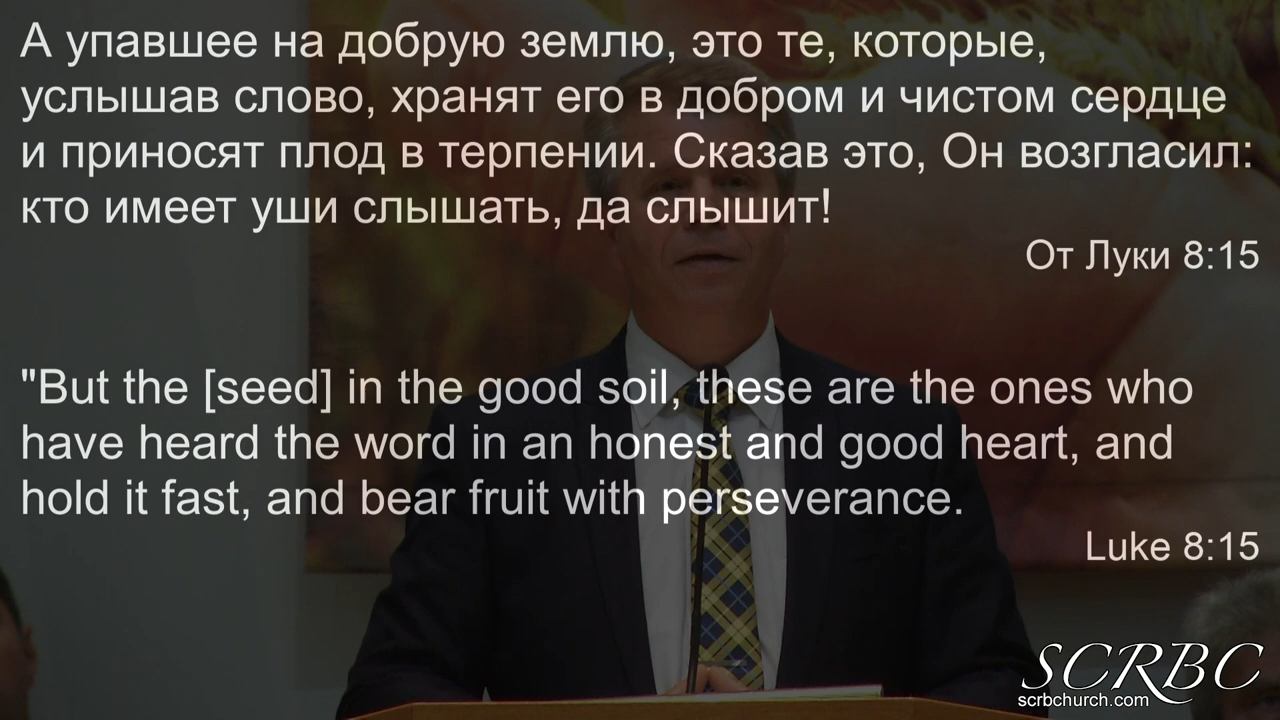 А упавшее на добрую землю, это те, которые,
услышав слово, хранят его в добром и чистом сердце
и приносят плод в терпении. Сказав это, Он возгласил:
кто имеет уши слышать, да слышит!
От Луки 8:15
"But the [seed] in the good soil, these are the ones who
have heard the word in an honest and good heart, and
hold it fast, and bear fruit with perseverance.
Luke 8:15
SCRBC
scrbchurch.com